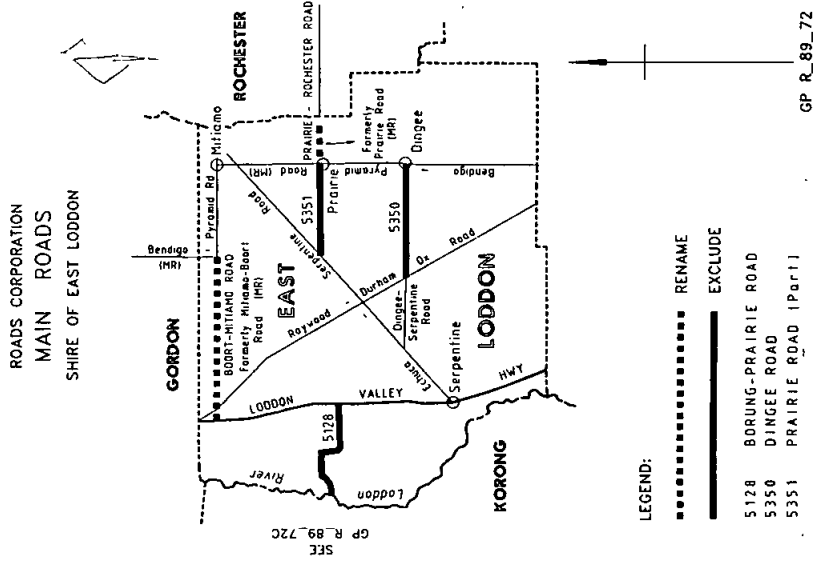 ROADS CORPORATION
MAIN ROADS
SHIRE OF EAST LODDON
GORDON
ROCHESTER
Bendigo
(MR)
- Pyramid Rd
Mitiamo
BOORT-MITIAMO ROAD
Formerly Mitiamo-Boort
Road (MR)
Road
Road (MR)
PRAIRIE - ROCHESTER ROAD
Formerly
Prairie Road
(MR)
EAST
Serpentine
5351
Prairie
Pyramid
Raywood
Durham
Ox
Road
5350
Dingee
Dingee-
Serpentine
Road
Bendigo
LODDON
VALLEY
HWY
Echuca
Serpentine
LODDON
5128
River
Loddon
KORONG
SEE
GP R_89_72C
LEGEND:
RENAME
EXCLUDE
5128 BORUNG-PRAIRIE ROAD
5350 DINGEE ROAD
5351 PRAIRIE ROAD (Part)
GP R_89_72